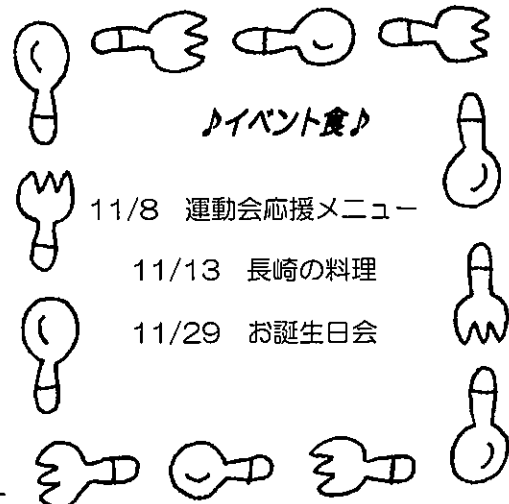 ♪イベント食♪
11/8 運動会応援メニュー
11/13 長崎の料理
11/29 お誕生日会